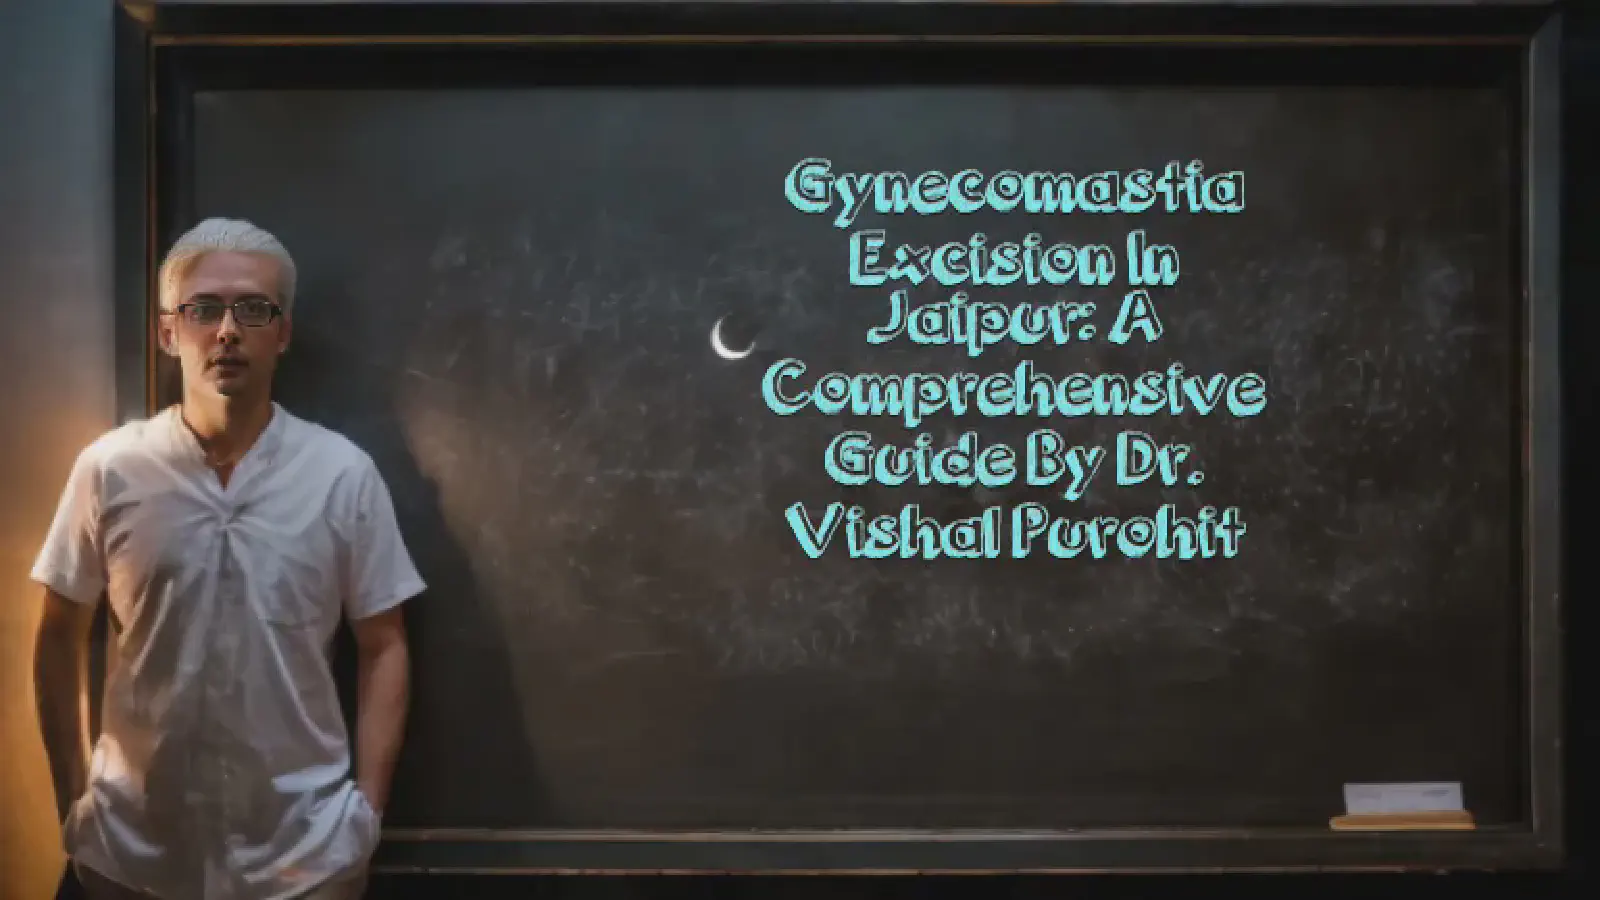 Gynecomastia
Excision In
Jaipur: A
Comprehensive
Guide By Dr.
Vishal Purohit